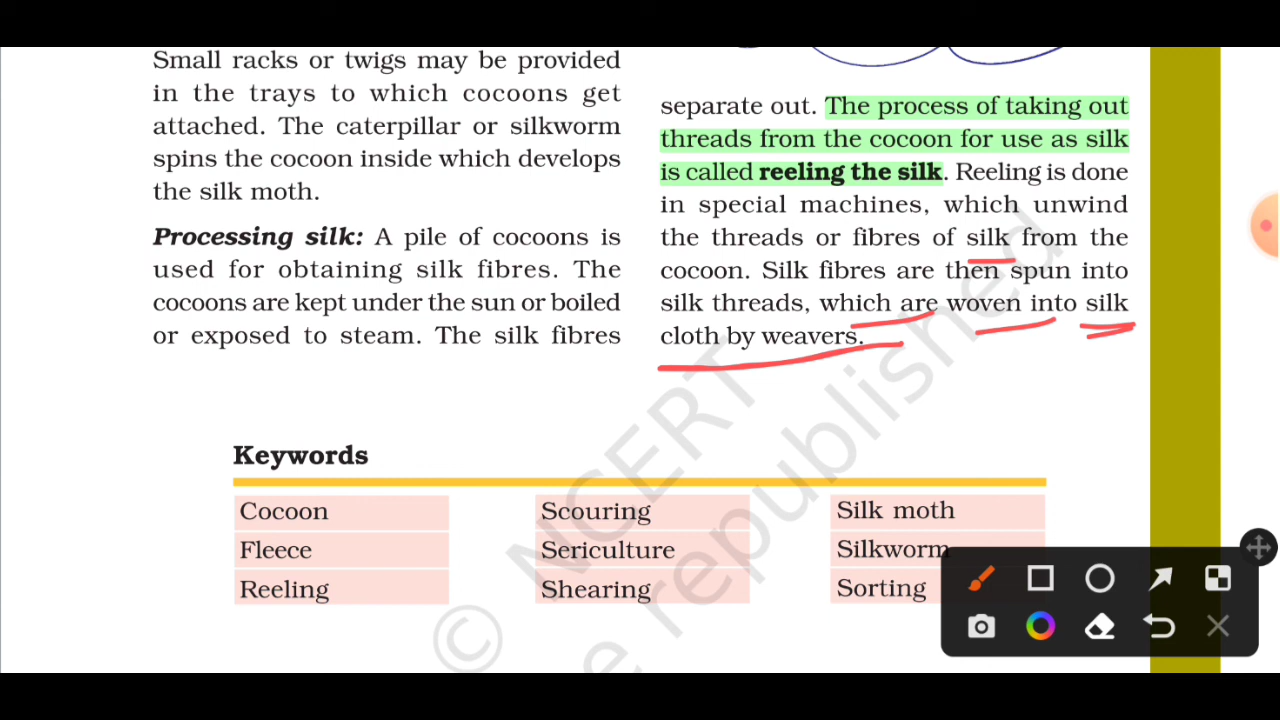 Small racks or twigs may be provided
in the trays to which cocoons get
attached. The caterpillar or silkworm
spins the cocoon inside which develops
the silk moth.
Processing silk: A pile of cocoons is
used for obtaining silk fibres. The
cocoons are kept under the sun or boiled
or exposed to steam. The silk fibres
separate out. The process of taking out
threads from the cocoon for use as silk
is called reeling the silk. Reeling is done
in special machines, which unwind
the threads or fibres of silk from the
cocoon. Silk fibres are then spun into
silk threads, which are woven into silk
cloth by weavers.
Keywords
Cocoon
Fleece
Reeling
Scouring
Sericulture
Shearing
Silk moth
Silkworm
Sorting
© NCERT
republished